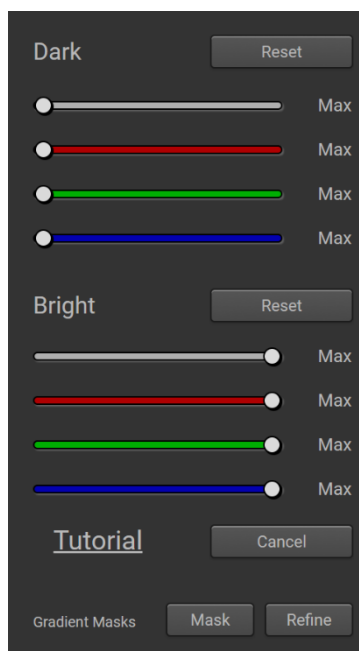 Dark Reset
Max
Max
Max
Max
Bright Reset
Max
Max
Max
Max
Tutorial Cancel
Gradient Masks Mask Refine